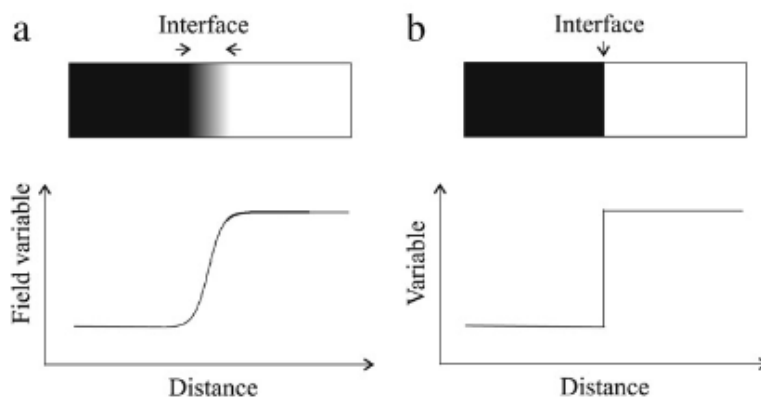 a
Interface
Field variable
Distance
b
Interface
Variable
Distance